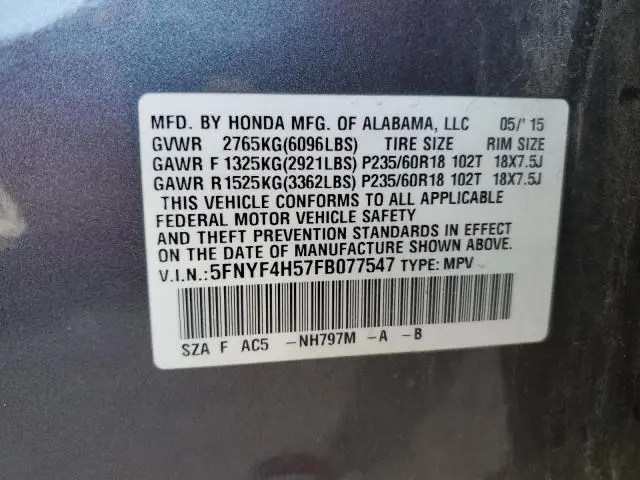 MFD. BY HONDA MFG. OF ALABAMA, LLC 05/'15
GVWR 2765KG(6096LBS) TIRE SIZE RIM SIZE
GAWR F 1325KG(2921LBS) P235/60R18 102T 18X7.5J
GAWR R 1525KG(3362LBS) P235/60R18 102T 18X7.5J
THIS VEHICLE CONFORMS TO ALL APPLICABLE
FEDERAL MOTOR VEHICLE SAFETY
AND THEFT PREVENTION STANDARDS IN EFFECT
ON THE DATE OF MANUFACTURE SHOWN ABOVE.
V.I.N.:5FNYF4H57FB077547 TYPE: MPV
SZA F AC5 -NH797M -A -B